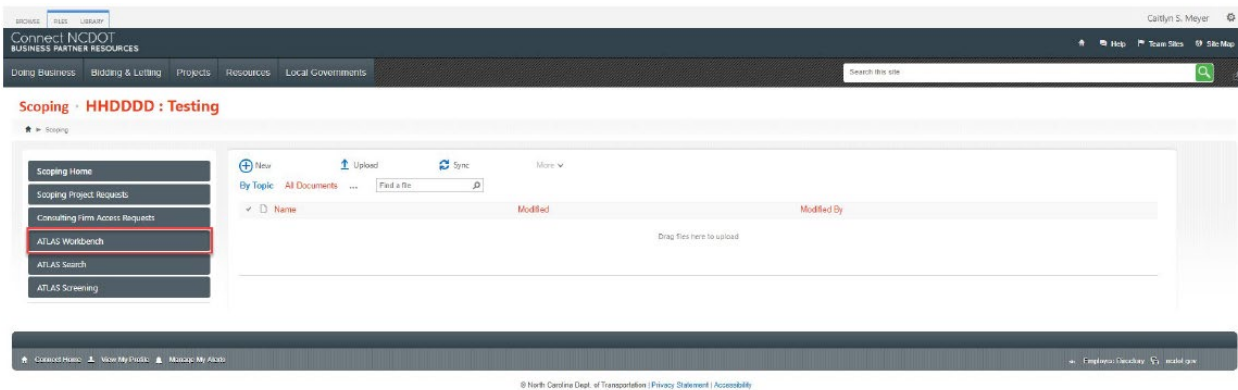 BROWSE FILES LIBRARY Caitlyn S. Meyer
Connect NCDOT
BUSINESS PARTNER RESOURCES Help Team Sites Site Map
Doing Business Bidding & Letting Projects Resources Local Governments Search this site
Scoping · HHDDDD : Testing
Scoping
Scoping Home
Scoping Project Requests
Consulting Firm Access Requests
ATLAS Workbench
ATLAS Search
ATLAS Screening
New Upload Sync More
By Topic All Documents ... Find a file
Name Modified Modified By
Drag files here to upload
Connect Home View My Profile Manage My Alerts Employee Directory ncdot.gov
© North Carolina Dept. of Transportation | Privacy Statement | Accessibility